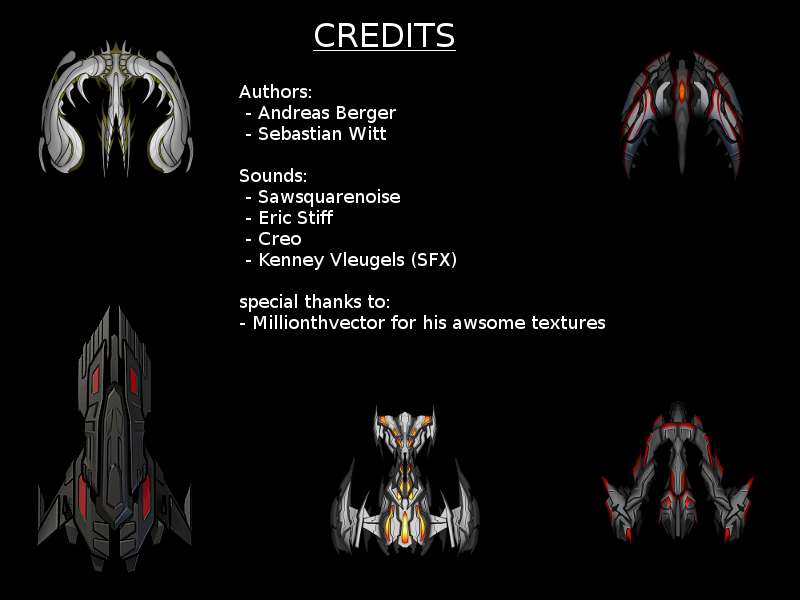 CREDITS
Authors:
- Andreas Berger
- Sebastian Witt
Sounds:
- Sawsquarenoise
- Eric Stiff
- Creo
- Kenney Vleugels (SFX)
special thanks to:
- Millionthvector for his awsome textures